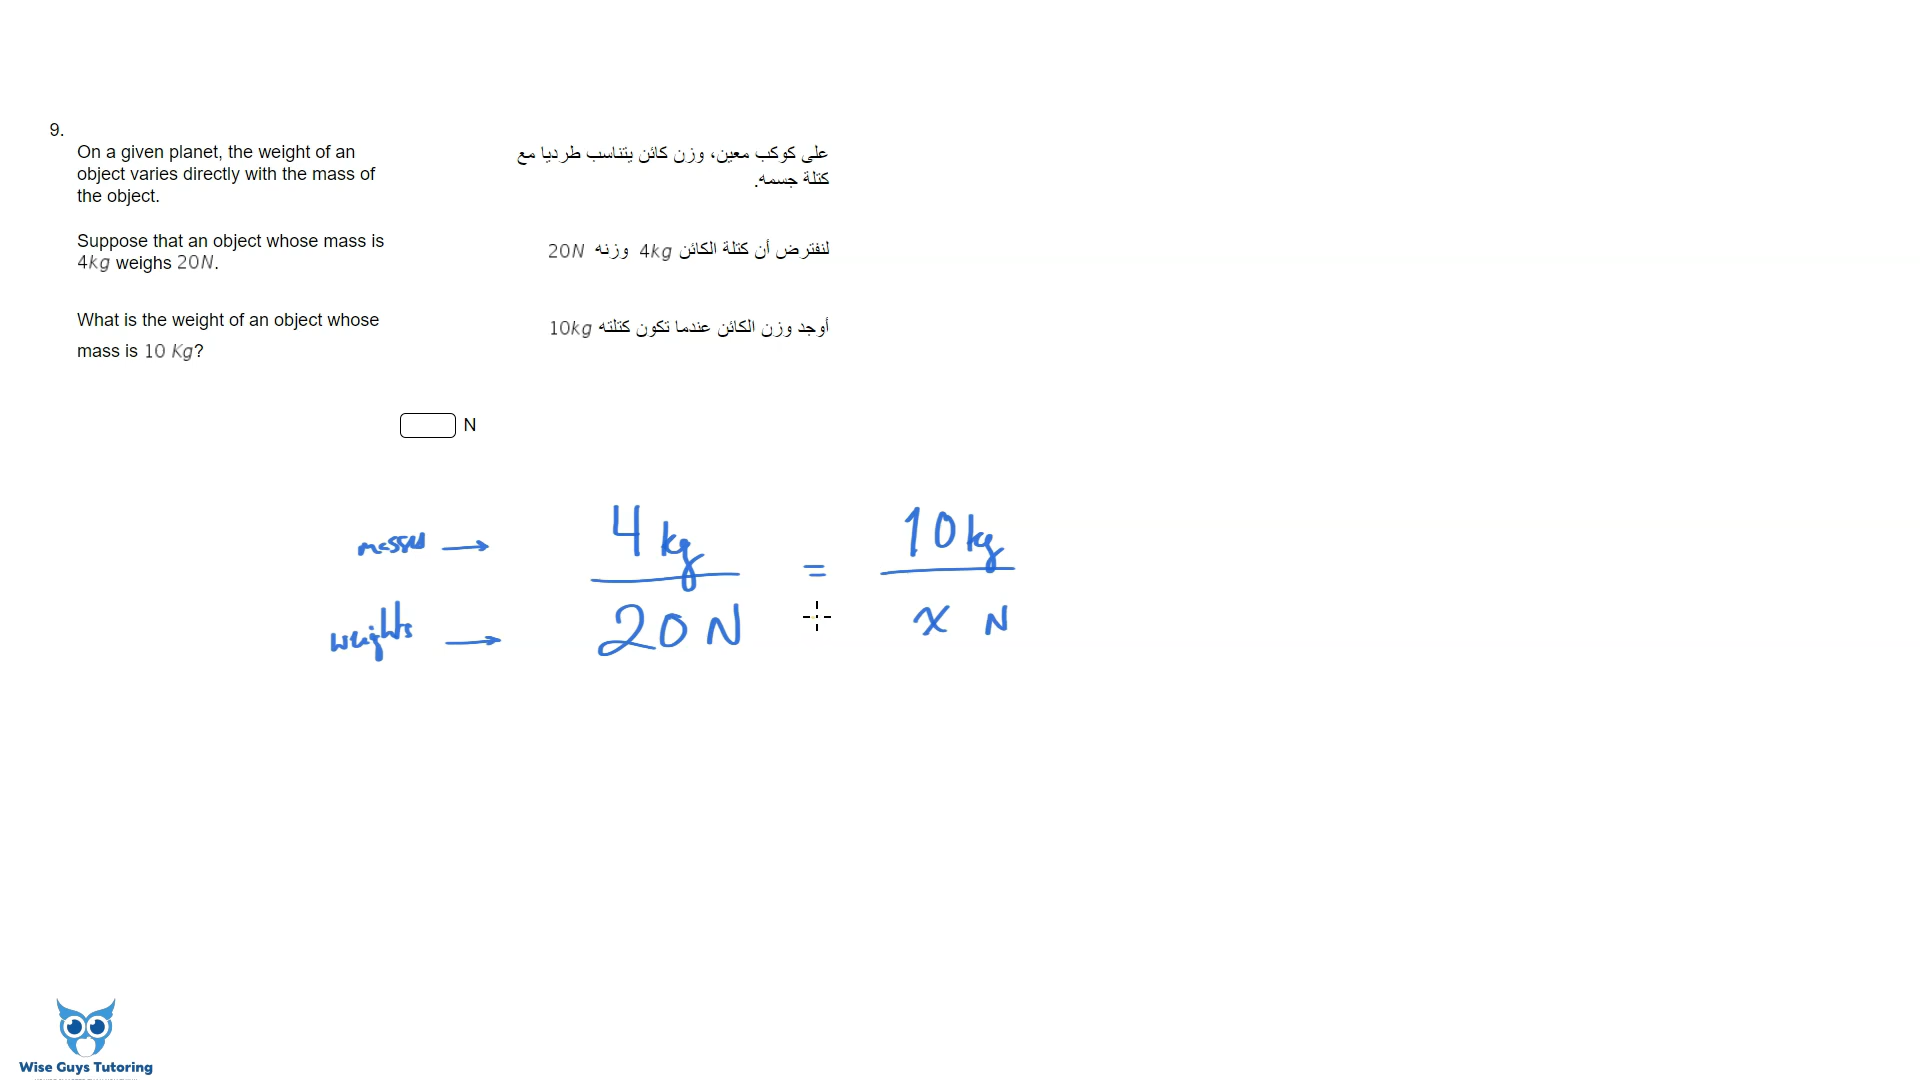 9.
On a given planet, the weight of an
object varies directly with the mass of
the object.
على كوكب معين، وزن كائن يتناسب طرديا مع
كتلة جسمه.
Suppose that an object whose mass is
4kg weighs 20N.
لنفترض أن كتلة الكائن 4kg وزنه 20N
What is the weight of an object whose
mass is 10 Kg?
أوجد وزن الكائن عندما تكون كتلته 10kg
N
masses → 4 kg = 10 kg
weights → 20 N x N
Wise Guys Tutoring